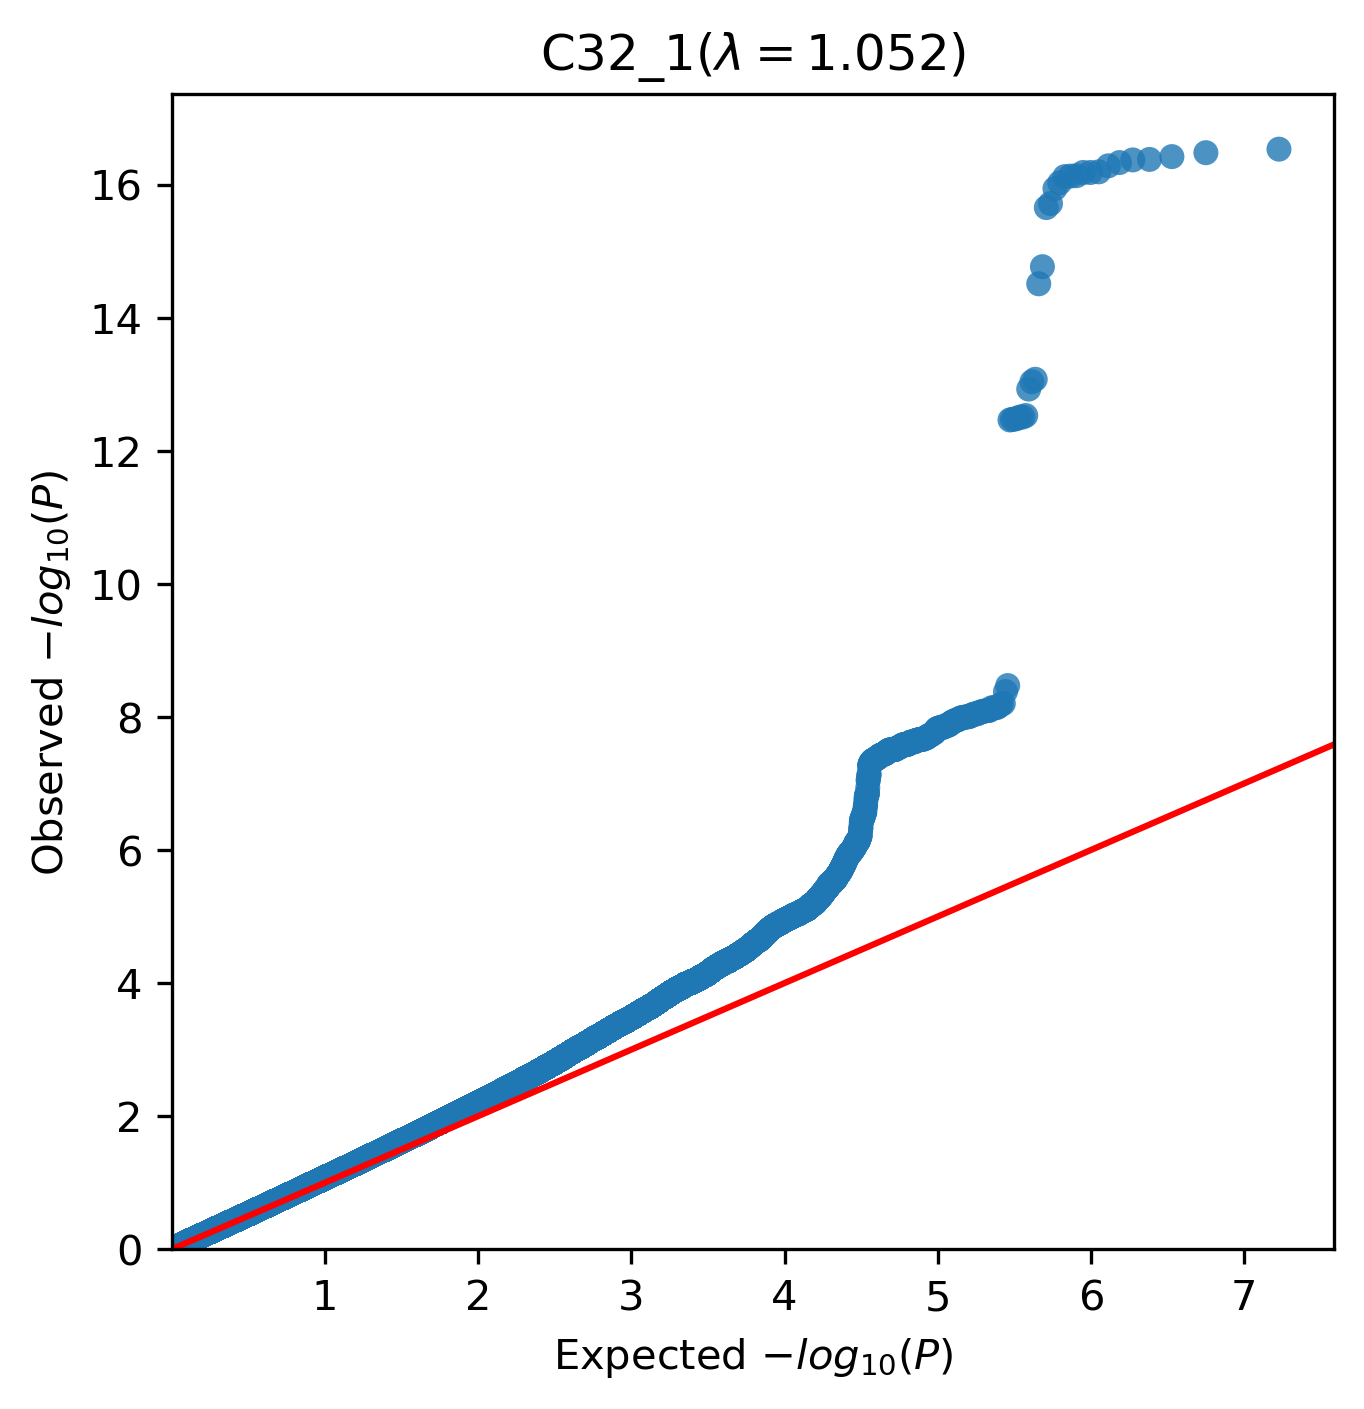 C32_1(λ = 1.052)
Observed −log₁₀(P)
16
14
12
10
8
6
4
2
0
1 2 3 4 5 6 7
Expected −log₁₀(P)